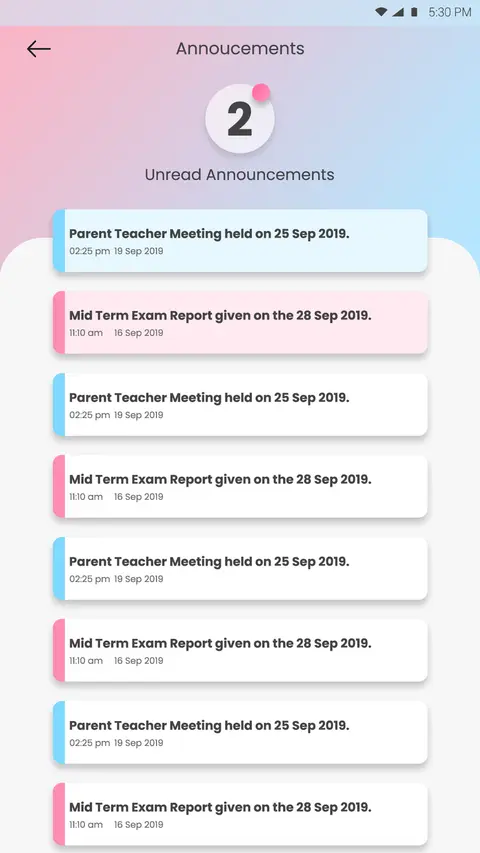 5:30 PM
Annoucements
2
Unread Announcements
Parent Teacher Meeting held on 25 Sep 2019.
02:25 pm 19 Sep 2019
Mid Term Exam Report given on the 28 Sep 2019.
11:10 am 16 Sep 2019
Parent Teacher Meeting held on 25 Sep 2019.
02:25 pm 19 Sep 2019
Mid Term Exam Report given on the 28 Sep 2019.
11:10 am 16 Sep 2019
Parent Teacher Meeting held on 25 Sep 2019.
02:25 pm 19 Sep 2019
Mid Term Exam Report given on the 28 Sep 2019.
11:10 am 16 Sep 2019
Parent Teacher Meeting held on 25 Sep 2019.
02:25 pm 19 Sep 2019
Mid Term Exam Report given on the 28 Sep 2019.
11:10 am 16 Sep 2019